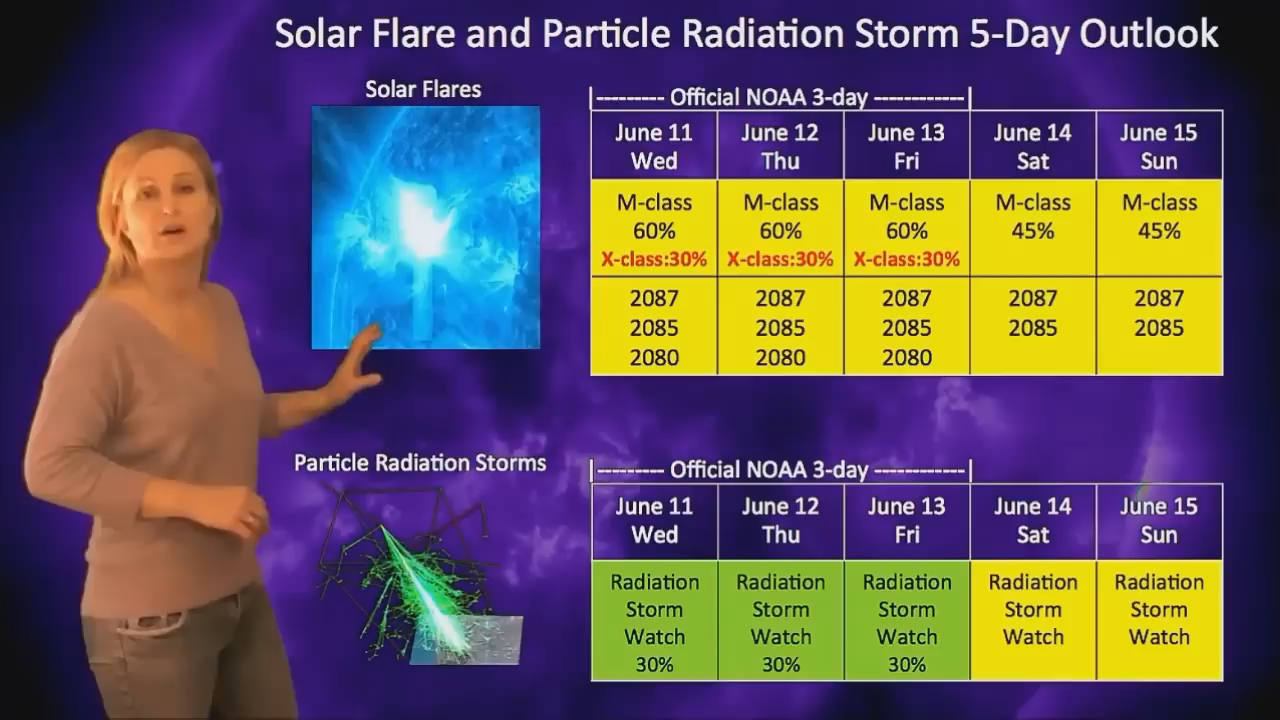 Solar Flare and Particle Radiation Storm 5-Day Outlook
Solar Flares
|--------- Official NOAA 3-day ------------|
June 11 June 12 June 13 June 14 June 15
Wed Thu Fri Sat Sun
M-class M-class M-class M-class M-class
60% 60% 60% 45% 45%
X-class:30% X-class:30% X-class:30%
2087 2087 2087 2087 2087
2085 2085 2085 2085 2085
2080 2080 2080
Particle Radiation Storms
|--------- Official NOAA 3-day ------------|
June 11 June 12 June 13 June 14 June 15
Wed Thu Fri Sat Sun
Radiation Radiation Radiation Radiation Radiation
Storm Storm Storm Storm Storm
Watch Watch Watch Watch Watch
30% 30% 30%